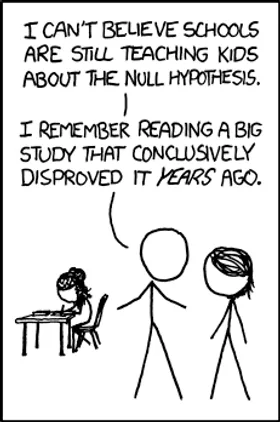 I CAN'T BELIEVE SCHOOLS
ARE STILL TEACHING KIDS
ABOUT THE NULL HYPOTHESIS.
I REMEMBER READING A BIG
STUDY THAT CONCLUSIVELY
DISPROVED IT YEARS AGO.